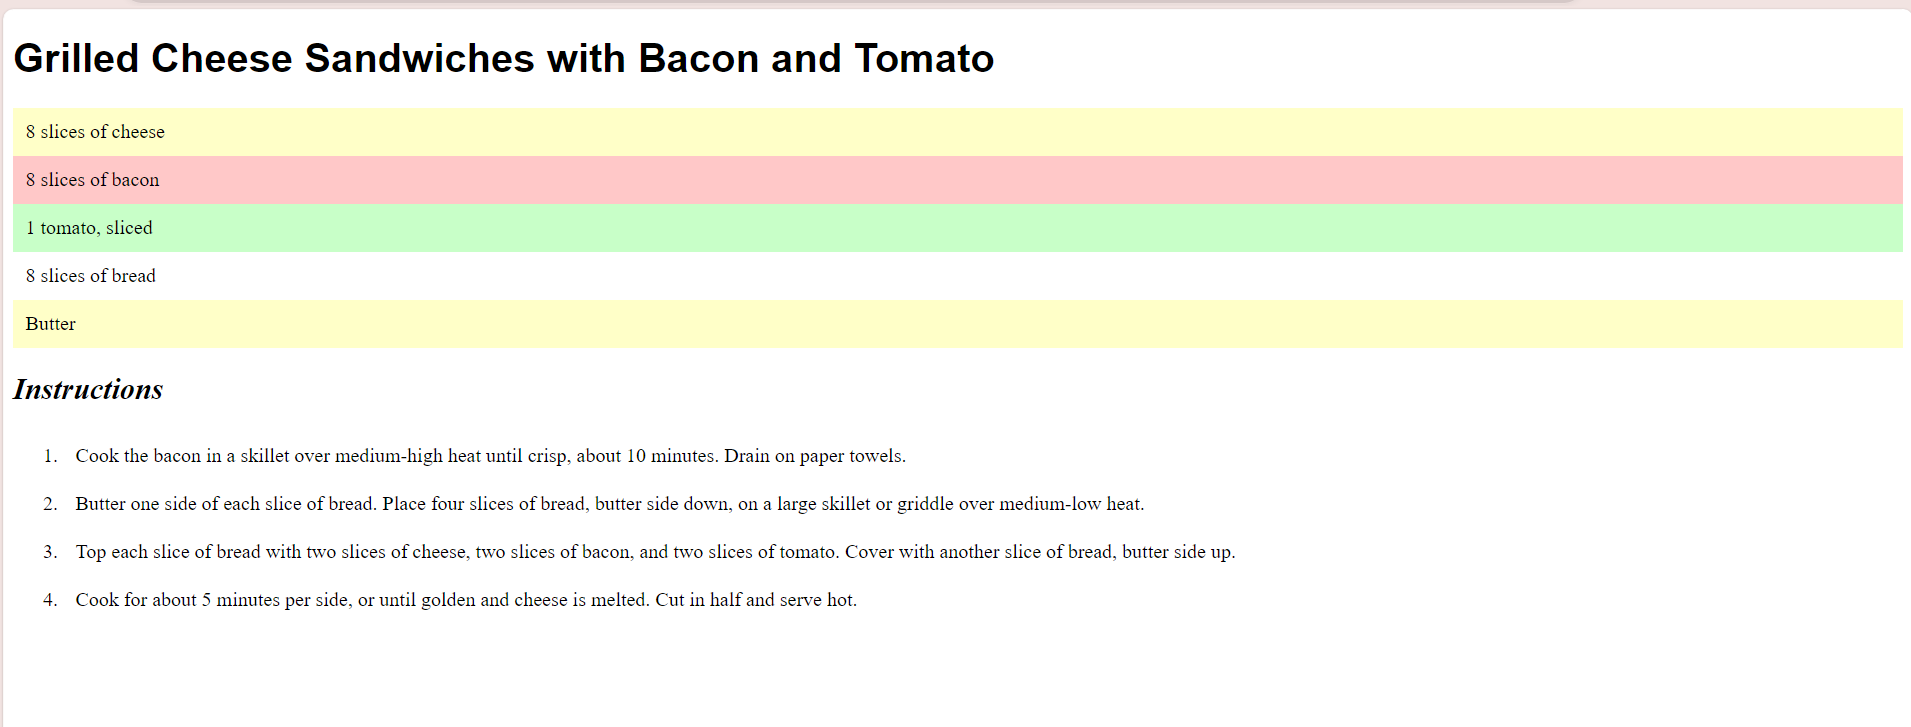 Grilled Cheese Sandwiches with Bacon and Tomato
8 slices of cheese
8 slices of bacon
1 tomato, sliced
8 slices of bread
Butter
Instructions
1. Cook the bacon in a skillet over medium-high heat until crisp, about 10 minutes. Drain on paper towels.
2. Butter one side of each slice of bread. Place four slices of bread, butter side down, on a large skillet or griddle over medium-low heat.
3. Top each slice of bread with two slices of cheese, two slices of bacon, and two slices of tomato. Cover with another slice of bread, butter side up.
4. Cook for about 5 minutes per side, or until golden and cheese is melted. Cut in half and serve hot.